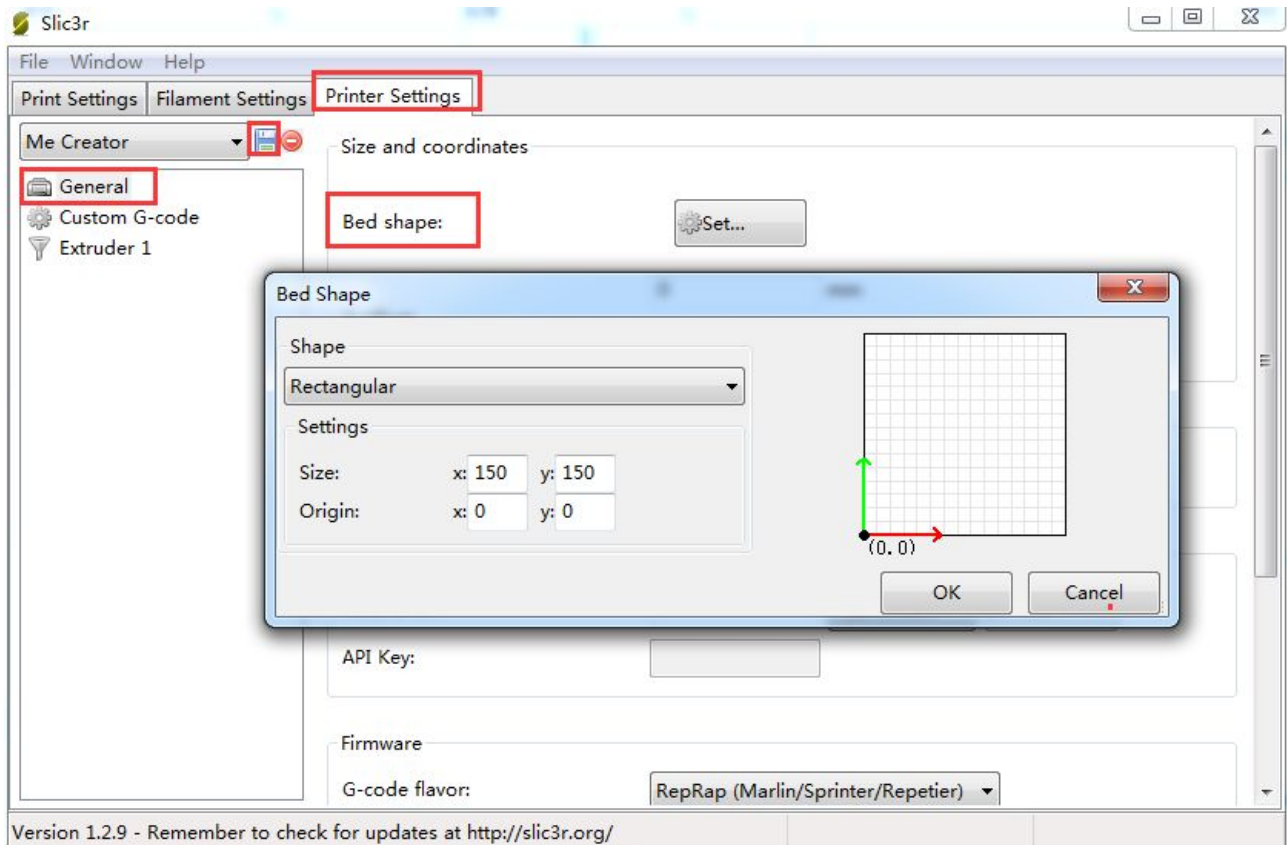 Slic3r
File Window Help
Print Settings Filament Settings Printer Settings
Me Creator
Size and coordinates
General
Custom G-code
Extruder 1
Bed shape: Set...
Bed Shape
Shape
Rectangular
Settings
Size: x: 150 y: 150
Origin: x: 0 y: 0
(0,0)
OK Cancel
API Key:
Firmware
G-code flavor: RepRap (Marlin/Sprinter/Repetier)
Version 1.2.9 - Remember to check for updates at http://slic3r.org/